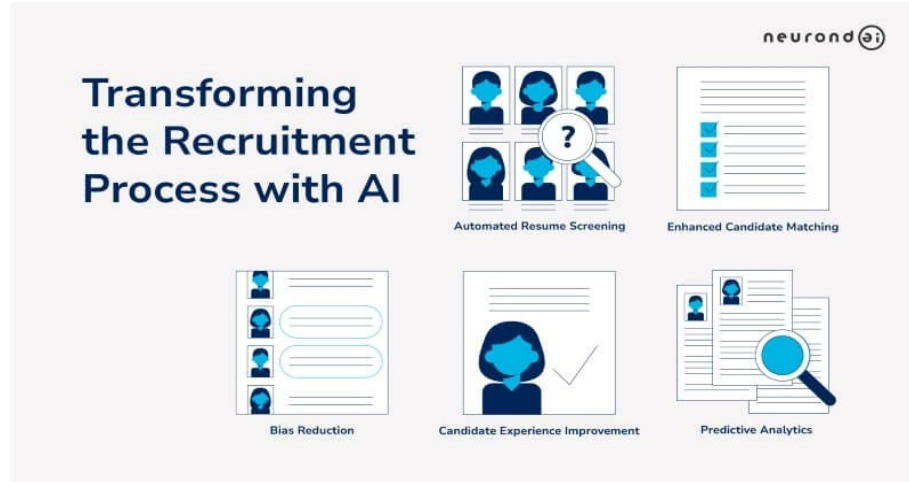 neurond ai
Transforming
the Recruitment
Process with AI
?
Automated Resume Screening
Enhanced Candidate Matching
Bias Reduction
Candidate Experience Improvement
Predictive Analytics